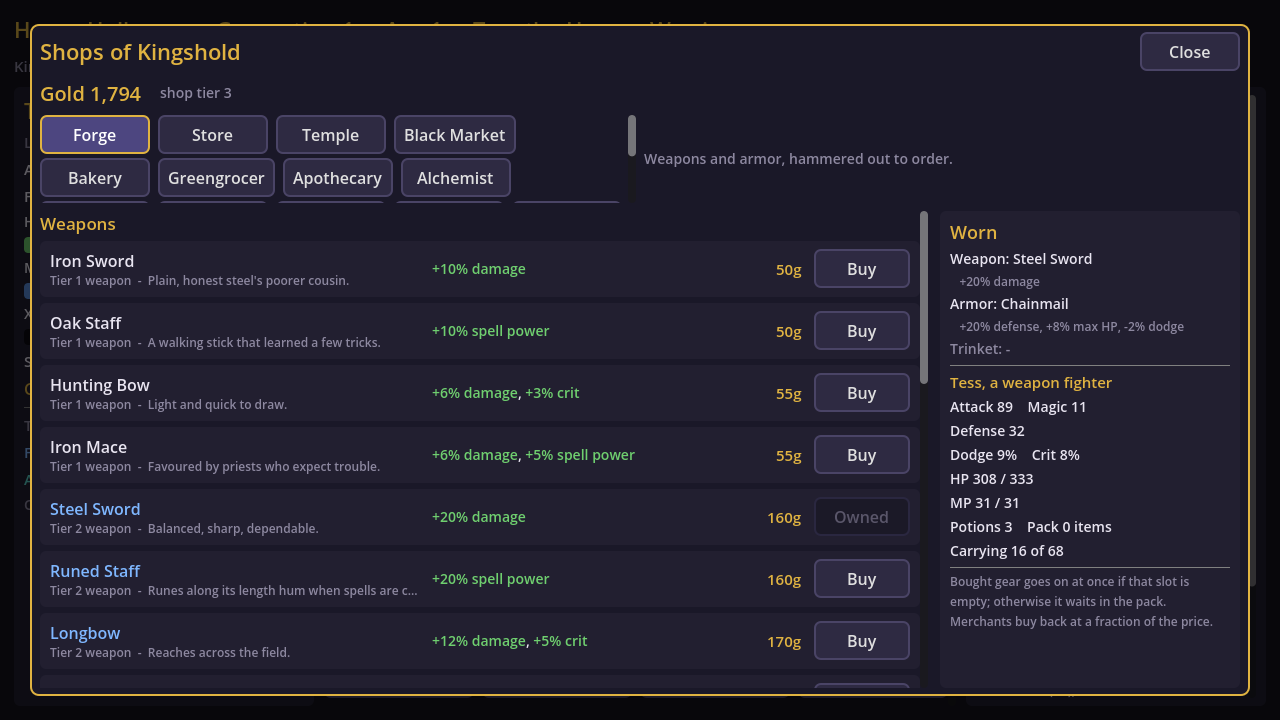 Shops of Kingshold
Close
Gold 1,794 shop tier 3
Forge Store Temple Black Market
Bakery Greengrocer Apothecary Alchemist
Weapons and armor, hammered out to order.
Weapons
Iron Sword
Tier 1 weapon - Plain, honest steel's poorer cousin.
+10% damage
50g
Buy
Oak Staff
Tier 1 weapon - A walking stick that learned a few tricks.
+10% spell power
50g
Buy
Hunting Bow
Tier 1 weapon - Light and quick to draw.
+6% damage, +3% crit
55g
Buy
Iron Mace
Tier 1 weapon - Favoured by priests who expect trouble.
+6% damage, +5% spell power
55g
Buy
Steel Sword
Tier 2 weapon - Balanced, sharp, dependable.
+20% damage
160g
Owned
Runed Staff
Tier 2 weapon - Runes along its length hum when spells are c...
+20% spell power
160g
Buy
Longbow
Tier 2 weapon - Reaches across the field.
+12% damage, +5% crit
170g
Buy
Worn
Weapon: Steel Sword
+20% damage
Armor: Chainmail
+20% defense, +8% max HP, -2% dodge
Trinket: -
Tess, a weapon fighter
Attack 89 Magic 11
Defense 32
Dodge 9% Crit 8%
HP 308 / 333
MP 31 / 31
Potions 3 Pack 0 items
Carrying 16 of 68
Bought gear goes on at once if that slot is
empty; otherwise it waits in the pack.
Merchants buy back at a fraction of the price.